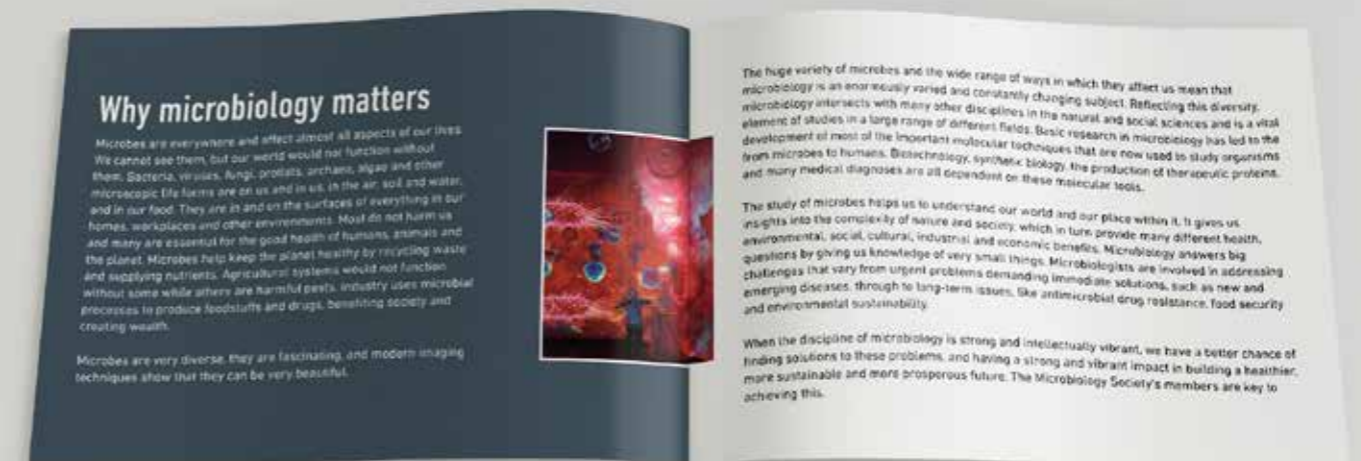 Why microbiology matters
Microbes are everywhere and affect almost all aspects of our lives.
We cannot see them, but our world would not function without
them. Bacteria, viruses, fungi, protists, archaea, algae and other
microscopic life forms are on us and in us, in the air, soil and water,
and in our food. They are in and on the surfaces of everything in our
homes, workplaces and other environments. Most do not harm us
and many are essential for the good health of humans, animals and
the planet. Microbes help keep the planet healthy by recycling waste
and supplying nutrients. Agricultural systems would not function
without some while others are harmful pests. Industry uses microbial
processes to produce foodstuffs and drugs, benefiting society and
creating wealth.
Microbes are very diverse, they are fascinating, and modern imaging
techniques show that they can be very beautiful.
The huge variety of microbes and the wide range of ways in which they affect us mean that
microbiology is an enormously varied and constantly changing subject. Reflecting this diversity,
microbiology intersects with many other disciplines in the natural and social sciences and is a vital
element of studies in a large range of different fields. Basic research in microbiology has led to the
development of most of the important molecular techniques that are now used to study organisms
from microbes to humans. Biotechnology, synthetic biology, the production of therapeutic proteins,
and many medical diagnoses are all dependent on these molecular tools.
The study of microbes helps us to understand our world and our place within it. It gives us
insights into the complexity of nature and society, which in turn provide many different health,
environmental, social, cultural, industrial and economic benefits. Microbiology answers big
questions by giving us knowledge of very small things. Microbiologists are involved in addressing
challenges that vary from urgent problems demanding immediate solutions, such as new and
emerging diseases, through to long-term issues, like antimicrobial drug resistance, food security
and environmental sustainability.
When the discipline of microbiology is strong and intellectually vibrant, we have a better chance of
finding solutions to these problems, and having a strong and vibrant impact in building a healthier,
more sustainable and more prosperous future. The Microbiology Society's members are key to
achieving this.